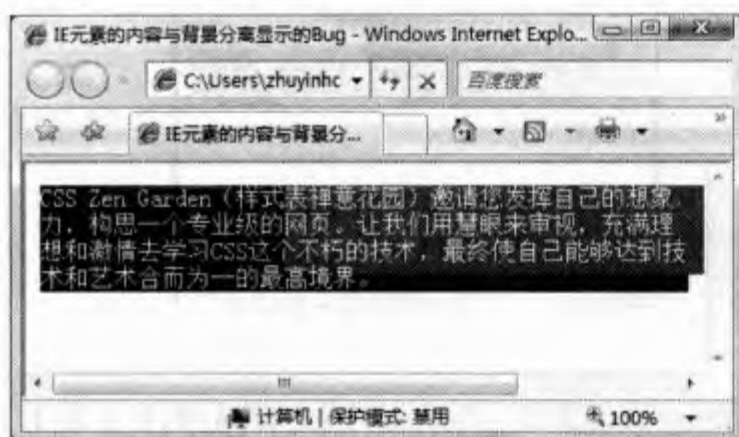 IE元素的内容与背景分离显示的Bug - Windows Internet Explo...
C:\Users\zhuyinhc 百度搜索
IE元素的内容与背景分...
CSS Zen Garden（样式表禅意花园）邀请您发挥自己的想象
力，构思一个专业级的网页。让我们用慧眼来审视，充满理
想和激情去学习CSS这个不朽的技术，最终使自己能够达到技
术和艺术合而为一的最高境界。
计算机 | 保护模式: 禁用 100%